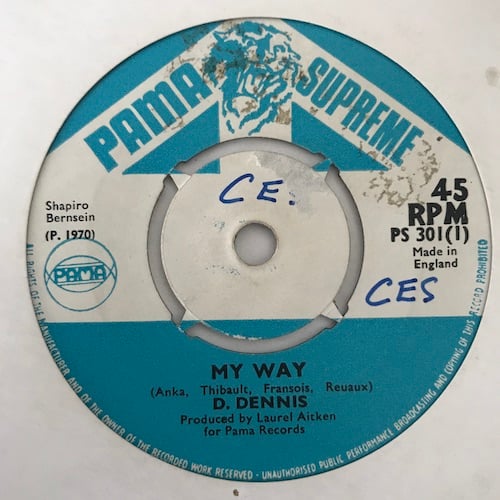 PAMA SUPREME
CE.
Shapiro
Bernsein
(P. 1970)
PAMA
45
RPM
PS 301(1)
Made in
England
CES
MY WAY
(Anka, Thibault, Fransois, Reuaux)
D. DENNIS
Produced by Laurel Aitken
for Pama Records
ALL RIGHTS OF THE MANUFACTURER AND OF THE OWNER OF THE RECORDED WORK RESERVED - UNAUTHORISED PUBLIC PERFORMANCE BROADCASTING AND COPYING OF THIS RECORD PROHIBITED